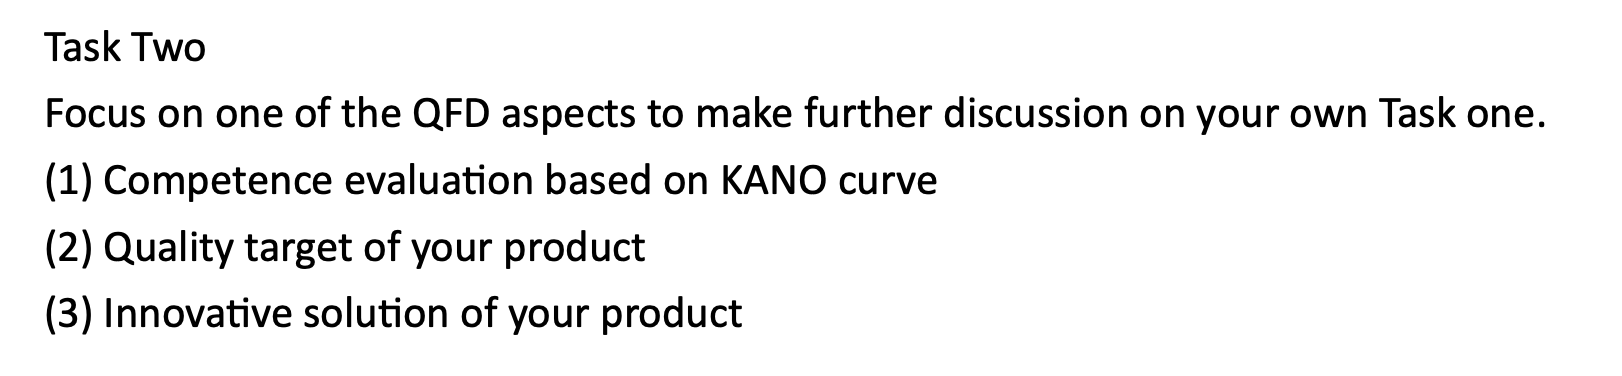 Task Two
Focus on one of the QFD aspects to make further discussion on your own Task one.
(1) Competence evaluation based on KANO curve
(2) Quality target of your product
(3) Innovative solution of your product